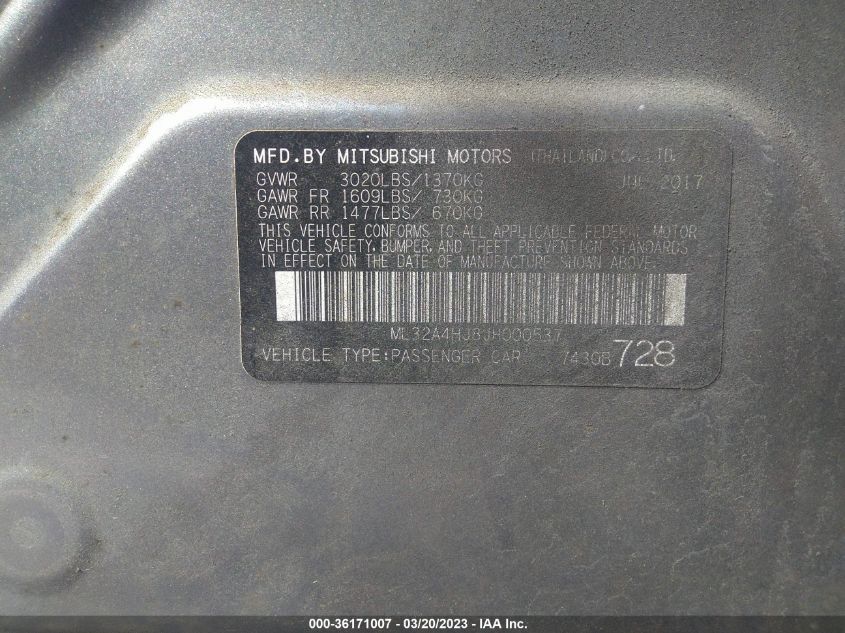 MFD.BY MITSUBISHI MOTORS (THAILAND) CO., LTD.
GVWR 3020LBS/1370KG JUL 2017
GAWR FR 1609LBS/ 730KG
GAWR RR 1477LBS/ 670KG
THIS VEHICLE CONFORMS TO ALL APPLICABLE FEDERAL MOTOR
VEHICLE SAFETY, BUMPER, AND THEFT PREVENTION STANDARDS
IN EFFECT ON THE DATE OF MANUFACTURE SHOWN ABOVE.
ML32A4HJ8JH000537
VEHICLE TYPE:PASSENGER CAR 7430B 728
000-36171007 — 03/20/2023 — IAA Inc.